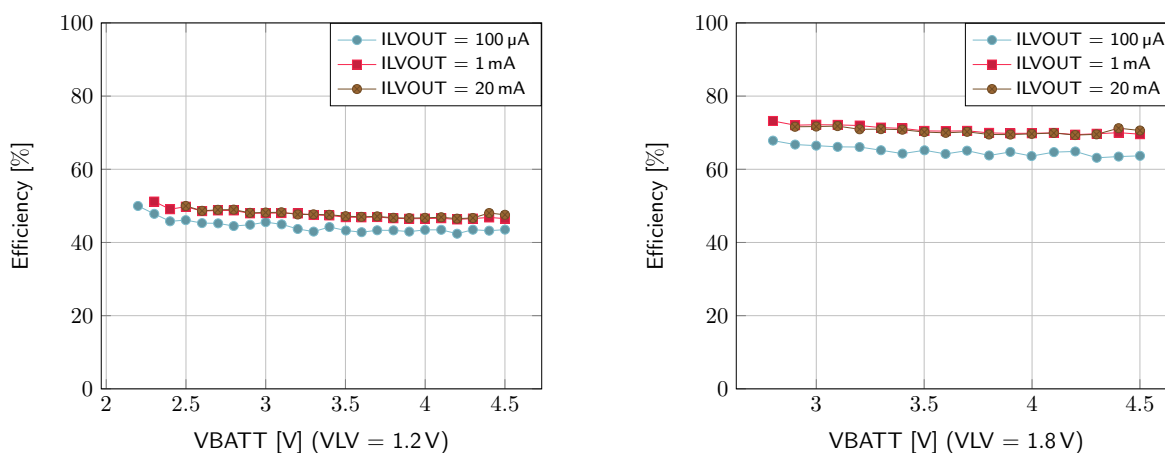 100
80
60
40
20
0
Efficiency [%]
2
2.5
3
3.5
4
4.5
VBATT [V] (VLV = 1.2 V)
ILVOUT = 100 µA
ILVOUT = 1 mA
ILVOUT = 20 mA
100
80
60
40
20
0
Efficiency [%]
3
3.5
4
4.5
VBATT [V] (VLV = 1.8 V)
ILVOUT = 100 µA
ILVOUT = 1 mA
ILVOUT = 20 mA